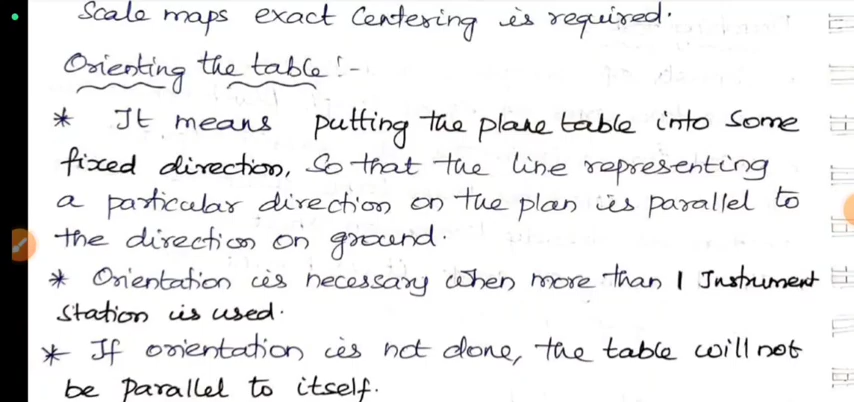 Scale maps exact Centering is required.
Orienting the table :-
* It means putting the plane table into some
fixed direction, so that the line representing
a particular direction on the plan is parallel to
the direction on ground.
* Orientation is necessary when more than 1 Instrument
station is used.
* If orientation is not done, the table will not
be parallel to itself.